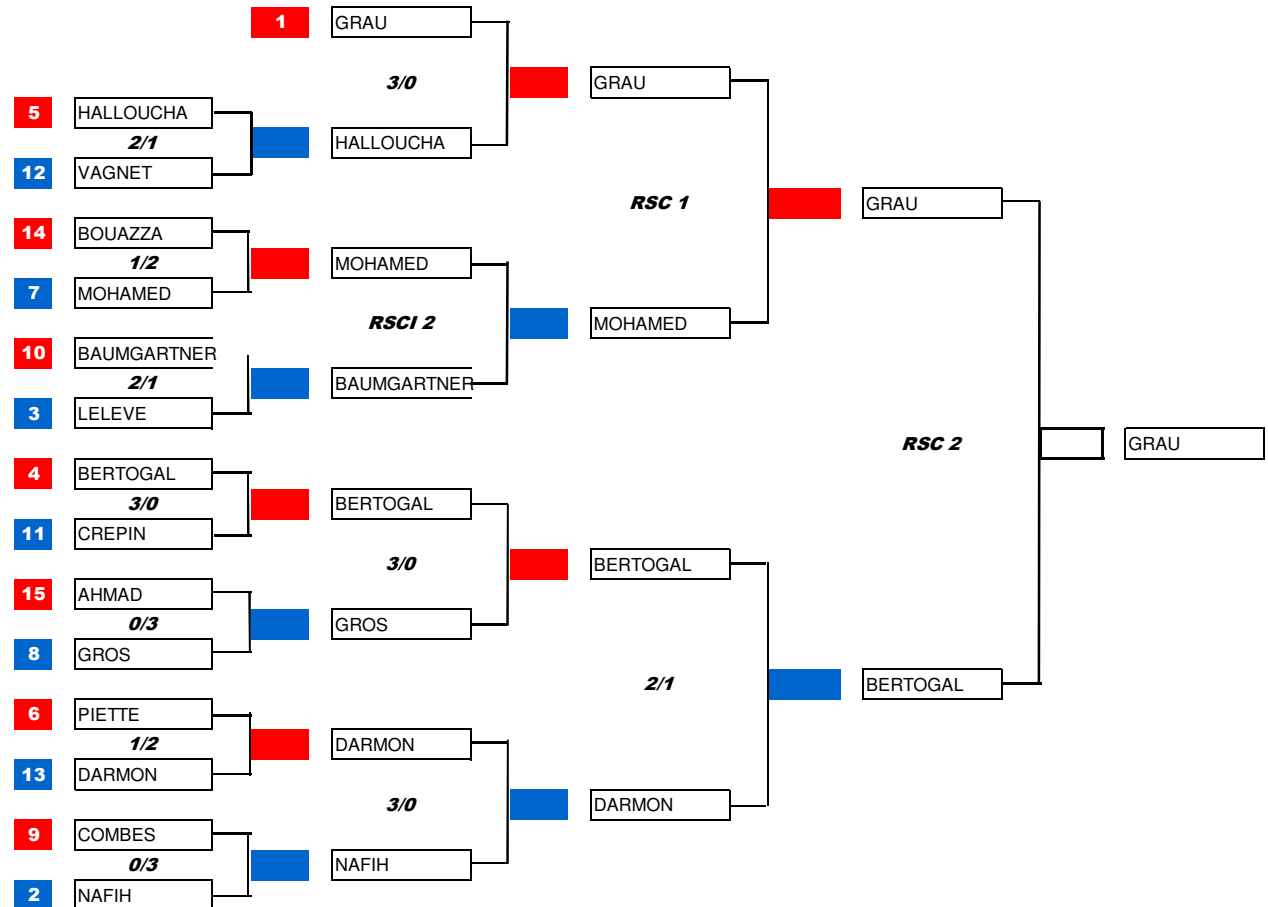 1 GRAU
3/0
GRAU
5 HALLOUCHA
2/1
HALLOUCHA
12 VAGNET
RSC 1
GRAU
14 BOUAZZA
1/2
MOHAMED
7 MOHAMED
RSCI 2
MOHAMED
10 BAUMGARTNER
2/1
BAUMGARTNER
3 LELEVE
RSC 2
GRAU
4 BERTOGAL
3/0
BERTOGAL
11 CREPIN
3/0
BERTOGAL
15 AHMAD
0/3
GROS
8 GROS
2/1
BERTOGAL
6 PIETTE
1/2
DARMON
13 DARMON
3/0
DARMON
9 COMBES
0/3
NAFIH
2 NAFIH